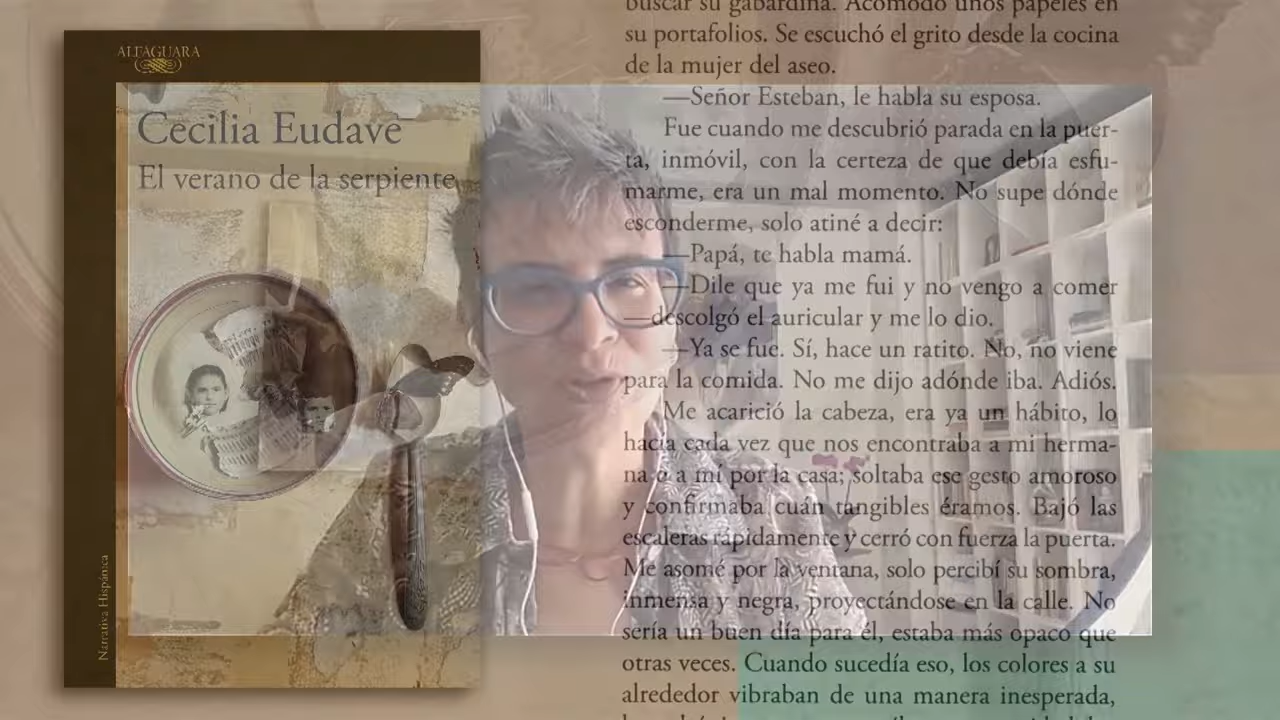 ALFAGUARA
Cecilia Eudave
El verano de la serpiente
Narrativa Hispánica
buscar su gabardina. Acomodó unos papeles en
su portafolios. Se escuchó el grito desde la cocina
de la mujer del aseo.
—Señor Esteban, le habla su esposa.
Fue cuando me descubrió parada en la puer-
ta, inmóvil, con la certeza de que debía esfu-
marme, era un mal momento. No supe dónde
esconderme, solo atiné a decir:
—Papá, te habla mamá.
—Dile que ya me fui y no vengo a comer
—descolgó el auricular y me lo dio.
—Ya se fue. Sí, hace un ratito. No, no viene
para la comida. No me dijo adónde iba. Adiós.
Me acarició la cabeza, era ya un hábito, lo
hacía cada vez que nos encontraba a mi herma-
na o a mí por la casa; soltaba ese gesto amoroso
y confirmaba cuán tangibles éramos. Bajó las
escaleras rápidamente y cerró con fuerza la puerta.
Me asomé por la ventana, solo percibí su sombra,
inmensa y negra, proyectándose en la calle. No
sería un buen día para él, estaba más opaco que
otras veces. Cuando sucedía eso, los colores a su
alrededor vibraban de una manera inesperada,